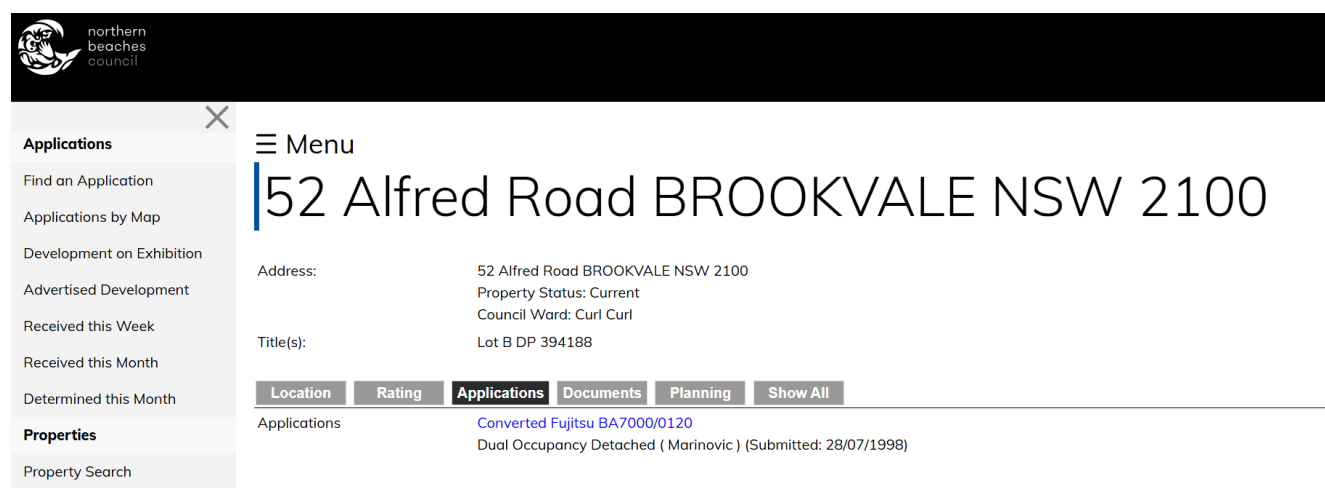 northern
beaches
council
Applications
Find an Application
Applications by Map
Development on Exhibition
Advertised Development
Received this Week
Received this Month
Determined this Month
Properties
Property Search
☰ Menu
52 Alfred Road BROOKVALE NSW 2100
Address: 52 Alfred Road BROOKVALE NSW 2100
Property Status: Current
Council Ward: Curl Curl
Title(s): Lot B DP 394188
Location Rating Applications Documents Planning Show All
Applications Converted Fujitsu BA7000/0120
Dual Occupancy Detached ( Marinovic ) (Submitted: 28/07/1998)